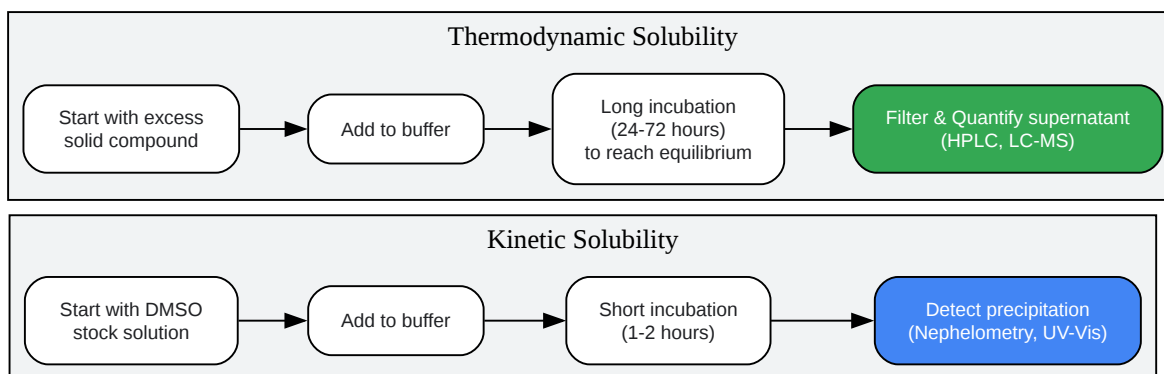 Thermodynamic Solubility
Start with excess
solid compound
Add to buffer
Long incubation
(24-72 hours)
to reach equilibrium
Filter & Quantify supernatant
(HPLC, LC-MS)
Kinetic Solubility
Start with DMSO
stock solution
Add to buffer
Short incubation
(1-2 hours)
Detect precipitation
(Nephelometry, UV-Vis)